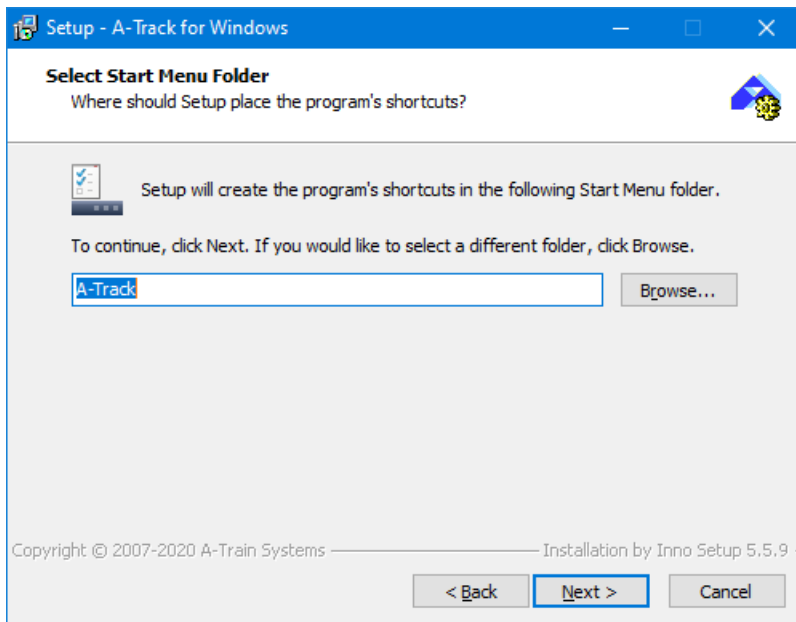 Setup - A-Track for Windows
Select Start Menu Folder
Where should Setup place the program's shortcuts?
Setup will create the program's shortcuts in the following Start Menu folder.
To continue, click Next. If you would like to select a different folder, click Browse.
A-Track
Browse...
Copyright © 2007-2020 A-Train Systems
Installation by Inno Setup 5.5.9
< Back
Next >
Cancel